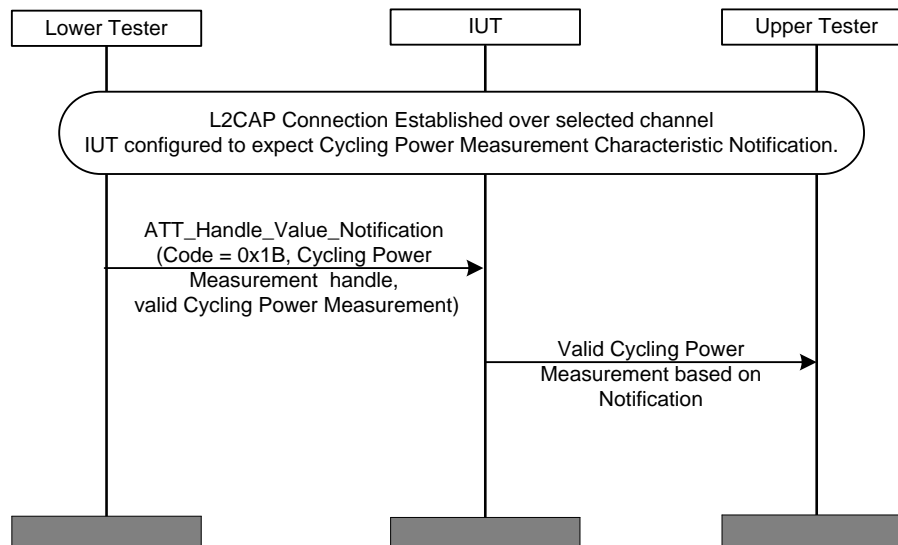 Lower Tester
IUT
Upper Tester
L2CAP Connection Established over selected channel
IUT configured to expect Cycling Power Measurement Characteristic Notification.
ATT_Handle_Value_Notification
(Code = 0x1B, Cycling Power
Measurement handle,
valid Cycling Power Measurement)
Valid Cycling Power
Measurement based on
Notification